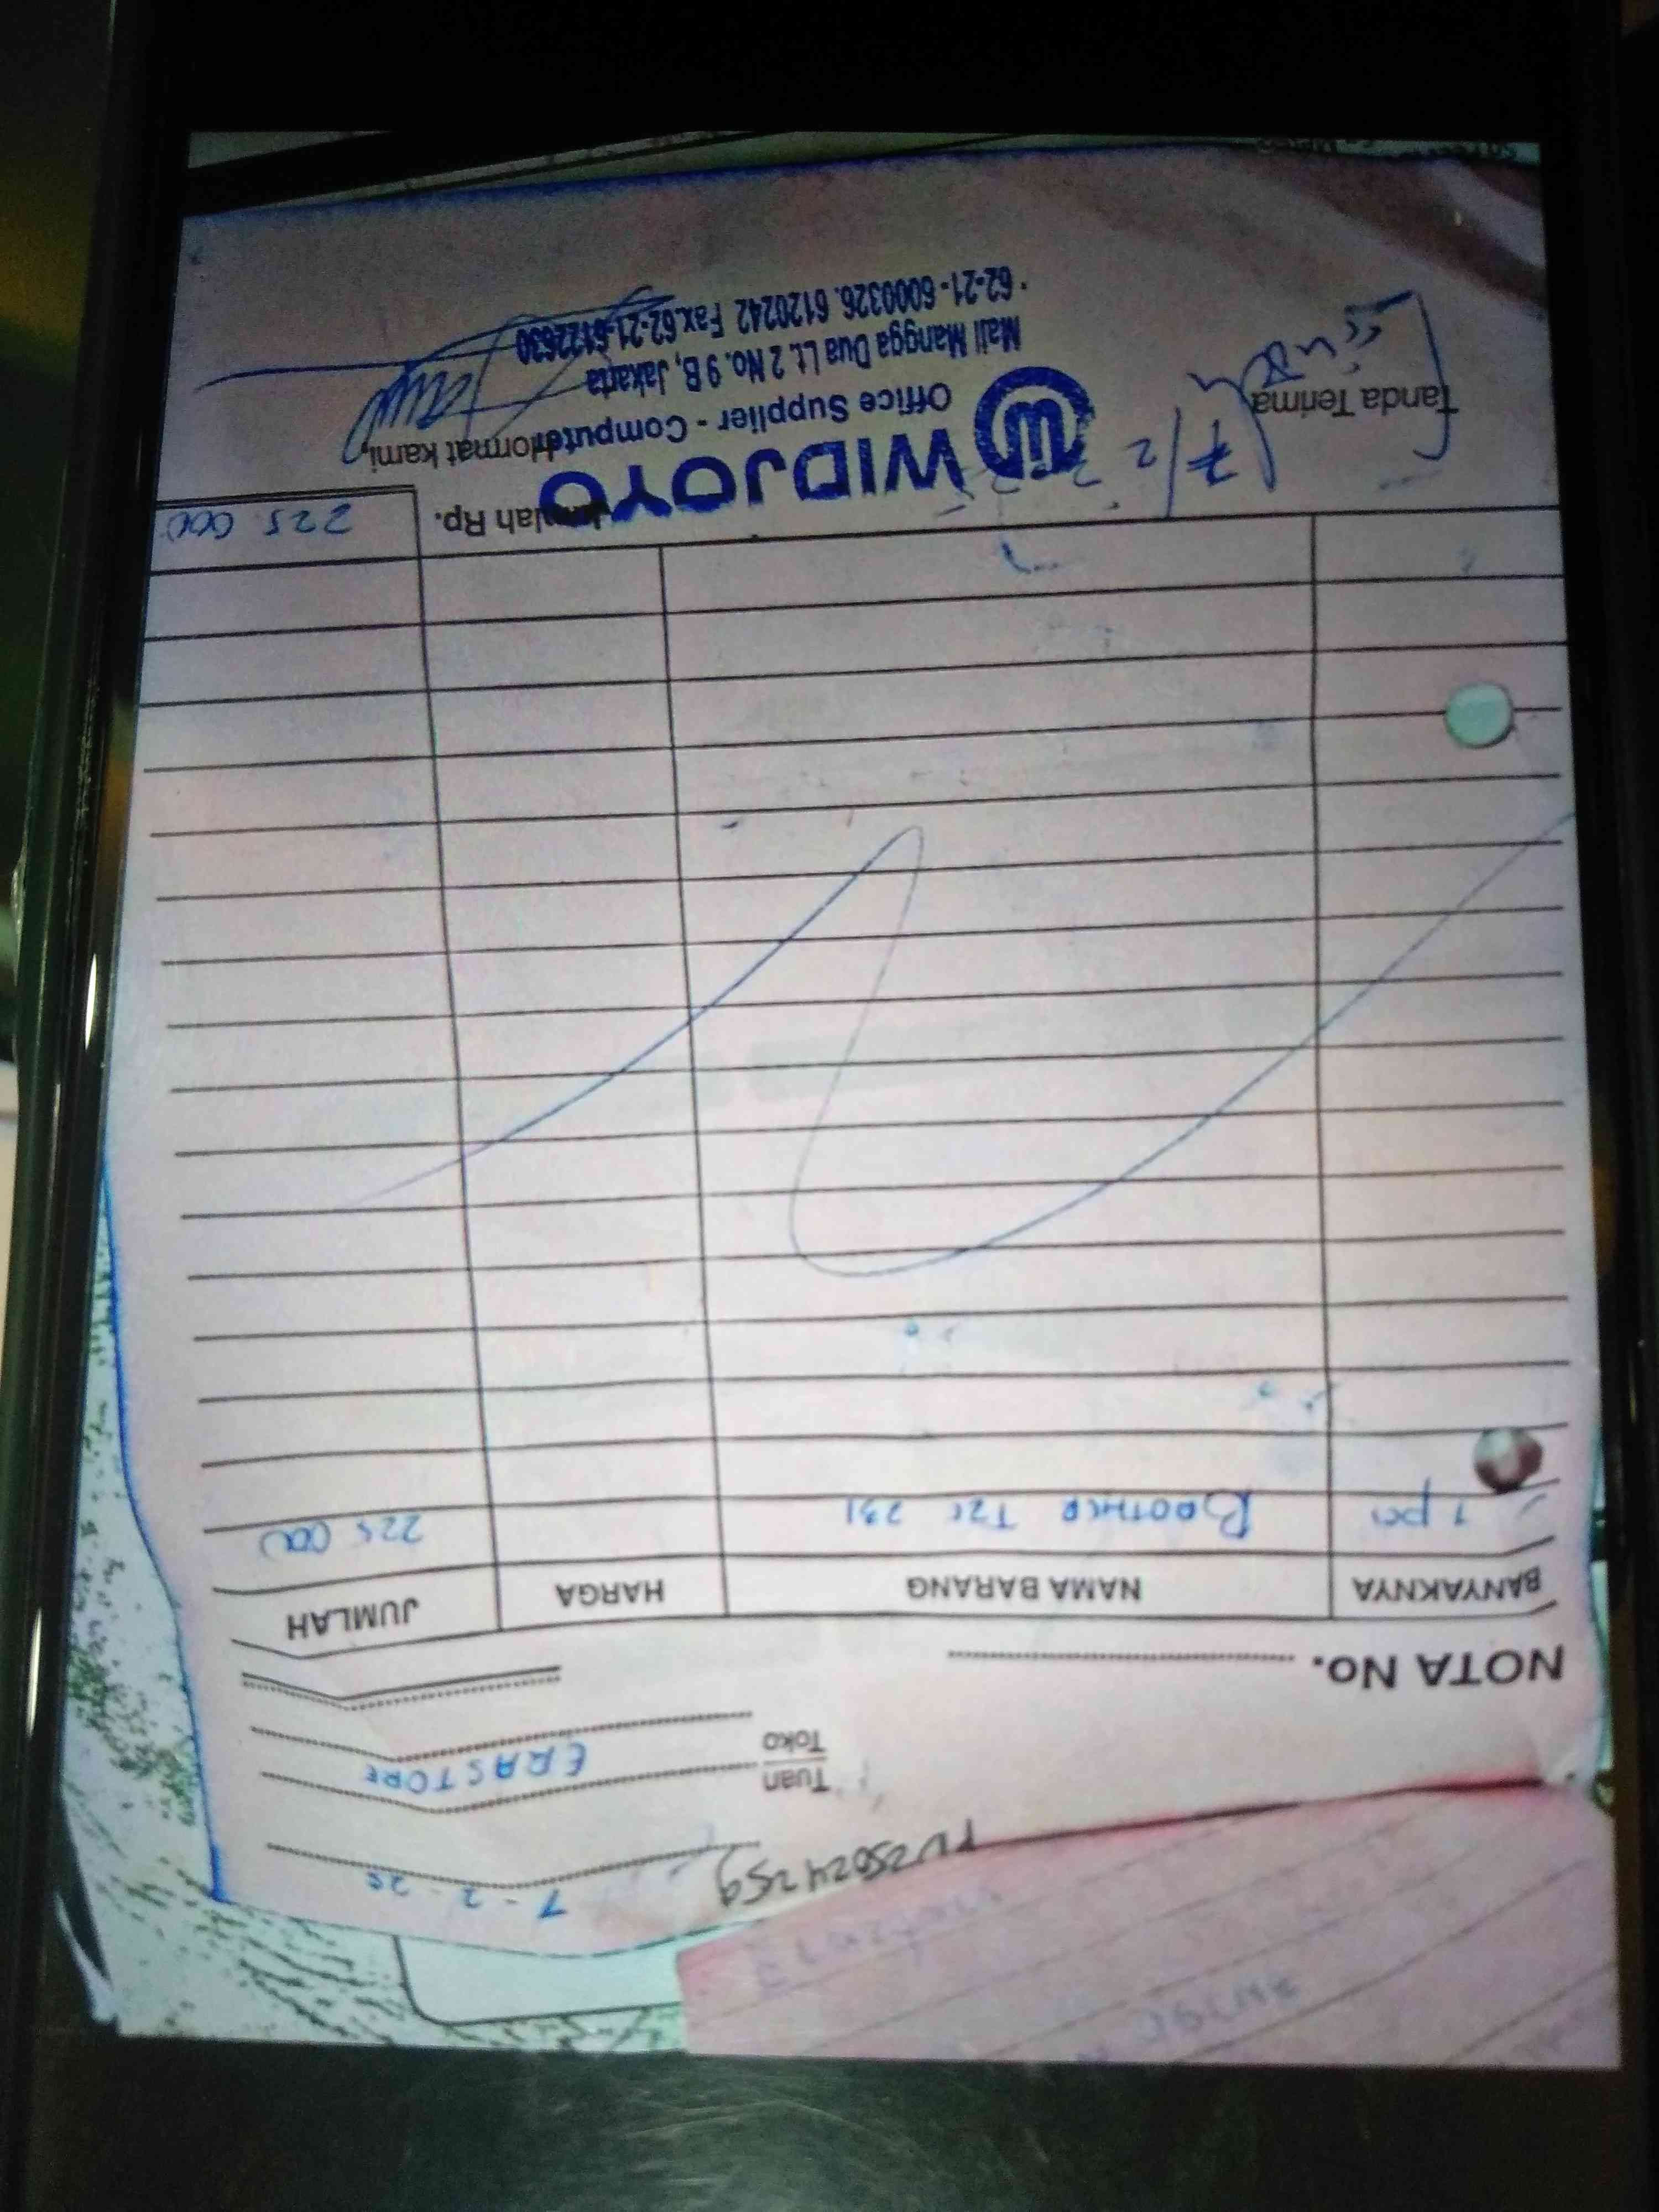 7-2-25
Tuan
Toko
ERASTORE
NOTA No.
BANYAKNYA NAMA BARANG HARGA JUMLAH
1 pcs BROTHER TZE 231 225 000
Jumlah Rp. 225 000
Tanda Terima
7/2
Hormat kami,
WIDJOYO
Office Supplier - Computer
Mall Mangga Dua Lt. 2 No. 9 B, Jakarta
62-21-6000326. 6120242 Fax.62-21-6122630